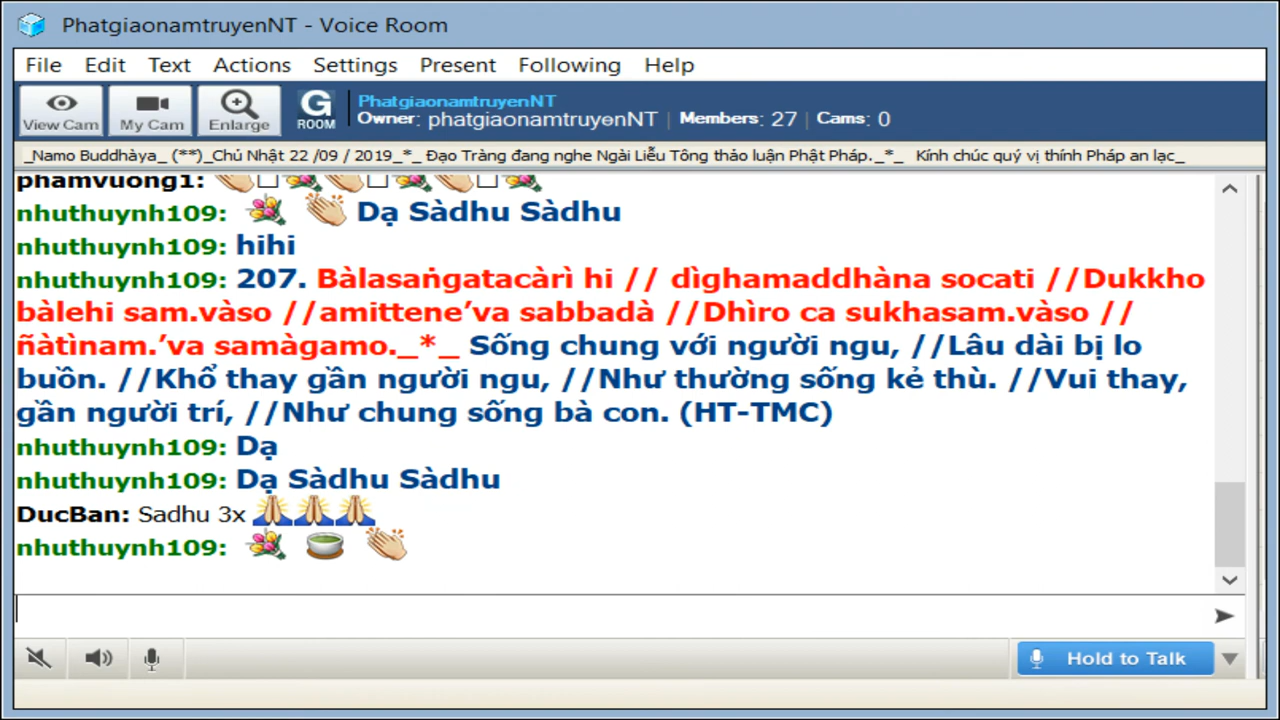 PhatgiaonamtruyenNT - Voice Room
File Edit Text Actions Settings Present Following Help
View Cam My Cam Enlarge G ROOM
PhatgiaonamtruyenNT
Owner: phatgiaonamtruyenNT | Members: 27 | Cams: 0
_Namo Buddhàya_ (**)_Chủ Nhật 22 /09 / 2019_*_ Đạo Tràng đang nghe Ngài Liễu Tông thảo luận Phật Pháp._*_ Kính chúc quý vị thính Pháp an lạc_
phamvuong1: 👏□💐👏□💐👏□💐
nhuthuynh109: 💐 👏 Dạ Sàdhu Sàdhu
nhuthuynh109: hihi
nhuthuynh109: 207. Bàlasaṅgatacàrì hi // dìghamaddhàna socati //Dukkho
bàlehi sam.vàso //amittene’va sabbadà //Dhìro ca sukhasam.vàso //
ñàtìnam.’va samàgamo._*_ Sống chung với người ngu, //Lâu dài bị lo
buồn. //Khổ thay gần người ngu, //Như thường sống kẻ thù. //Vui thay,
gần người trí, //Như chung sống bà con. (HT-TMC)
nhuthuynh109: Dạ
nhuthuynh109: Dạ Sàdhu Sàdhu
DucBan: Sadhu 3x 🙏🙏🙏
nhuthuynh109: 💐 🍵 👏
Hold to Talk